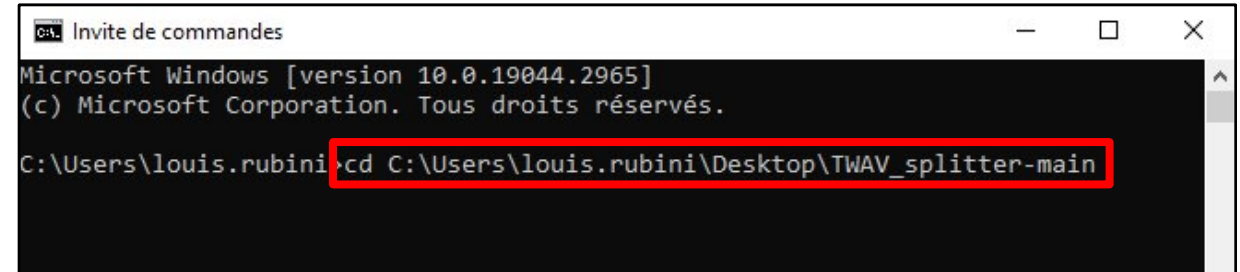 Invite de commandes
Microsoft Windows [version 10.0.19044.2965]
(c) Microsoft Corporation. Tous droits réservés.
C:\Users\louis.rubini>cd C:\Users\louis.rubini\Desktop\TWAV_splitter-main